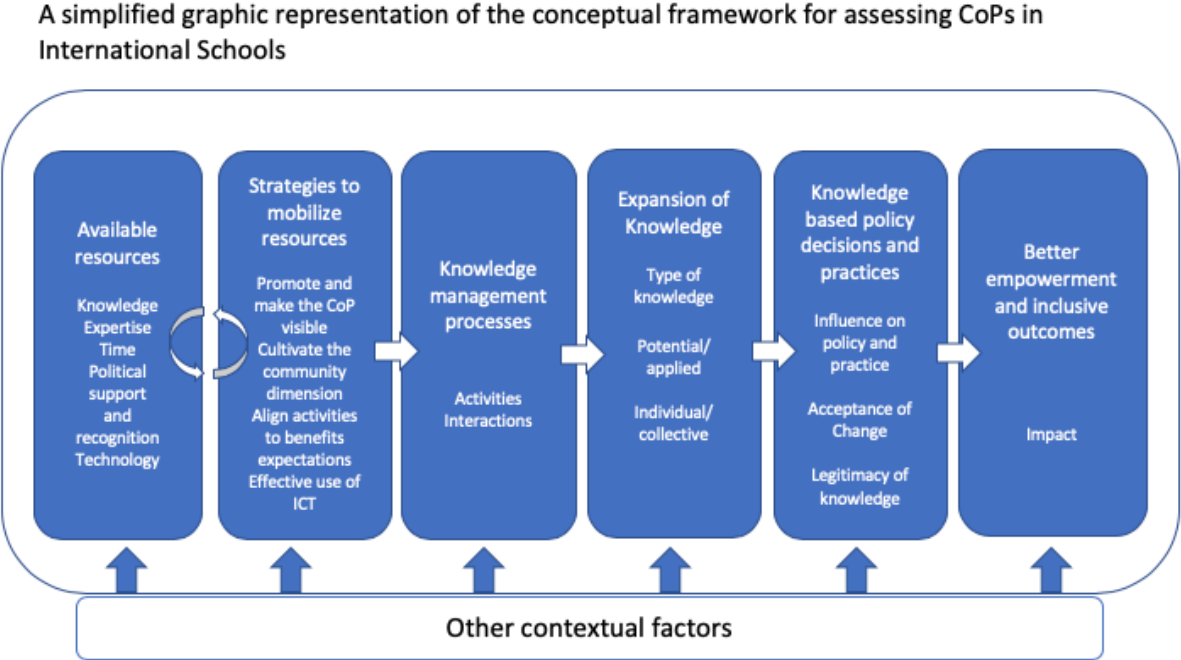 A simplified graphic representation of the conceptual framework for assessing CoPs in
International Schools
Available
resources
Knowledge
Expertise
Time
Political
support
and
recognition
Technology
Strategies to
mobilize
resources
Promote and
make the CoP
visible
Cultivate the
community
dimension
Align activities
to benefits
expectations
Effective use of
ICT
Knowledge
management
processes
Activities
Interactions
Expansion of
Knowledge
Type of
knowledge
Potential/
applied
Individual/
collective
Knowledge
based policy
decisions and
practices
Influence on
policy and
practice
Acceptance of
Change
Legitimacy of
knowledge
Better
empowerment
and inclusive
outcomes
Impact
Other contextual factors